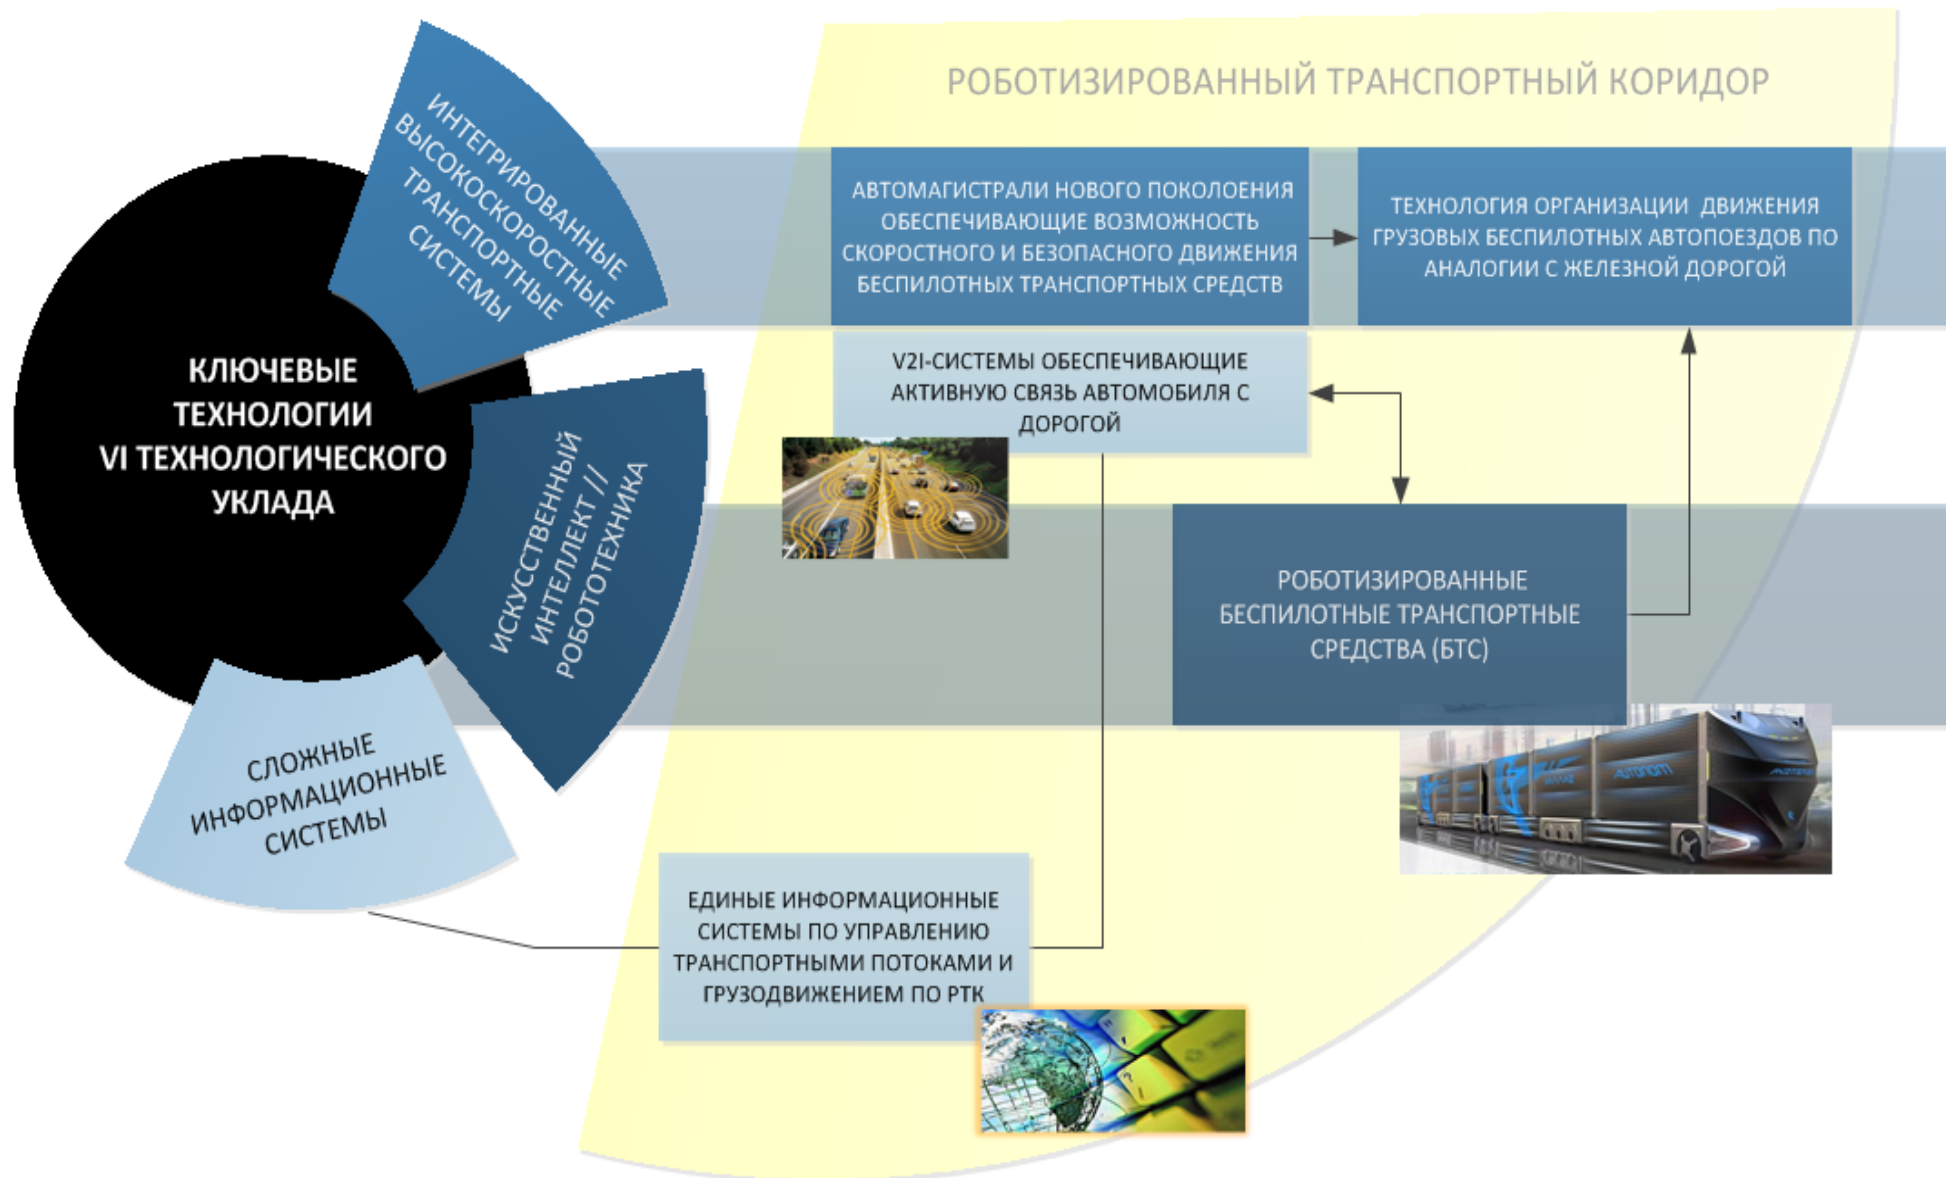 РОБОТИЗИРОВАННЫЙ ТРАНСПОРТНЫЙ КОРИДОР
ИНТЕГРИРОВАННЫЕ
ВЫСОКОСКОРОСТНЫЕ
ТРАНСПОРТНЫЕ
СИСТЕМЫ
АВТОМАГИСТРАЛИ НОВОГО ПОКОЛОЕНИЯ
ОБЕСПЕЧИВАЮЩИЕ ВОЗМОЖНОСТЬ
СКОРОСТНОГО И БЕЗОПАСНОГО ДВИЖЕНИЯ
БЕСПИЛОТНЫХ ТРАНСПОРТНЫХ СРЕДСТВ
ТЕХНОЛОГИЯ ОРГАНИЗАЦИИ ДВИЖЕНИЯ
ГРУЗОВЫХ БЕСПИЛОТНЫХ АВТОПОЕЗДОВ ПО
АНАЛОГИИ С ЖЕЛЕЗНОЙ ДОРОГОЙ
КЛЮЧЕВЫЕ
ТЕХНОЛОГИИ
VI ТЕХНОЛОГИЧЕСКОГО
УКЛАДА
V2I-СИСТЕМЫ ОБЕСПЕЧИВАЮЩИЕ
АКТИВНУЮ СВЯЗЬ АВТОМОБИЛЯ С
ДОРОГОЙ
ИСКУССТВЕННЫЙ
ИНТЕЛЛЕКТ //
РОБОТОТЕХНИКА
РОБОТИЗИРОВАННЫЕ
БЕСПИЛОТНЫЕ ТРАНСПОРТНЫЕ
СРЕДСТВА (БТС)
СЛОЖНЫЕ
ИНФОРМАЦИОННЫЕ
СИСТЕМЫ
AUTONOM
ЕДИНЫЕ ИНФОРМАЦИОННЫЕ
СИСТЕМЫ ПО УПРАВЛЕНИЮ
ТРАНСПОРТНЫМИ ПОТОКАМИ И
ГРУЗОДВИЖЕНИЕМ ПО РТК